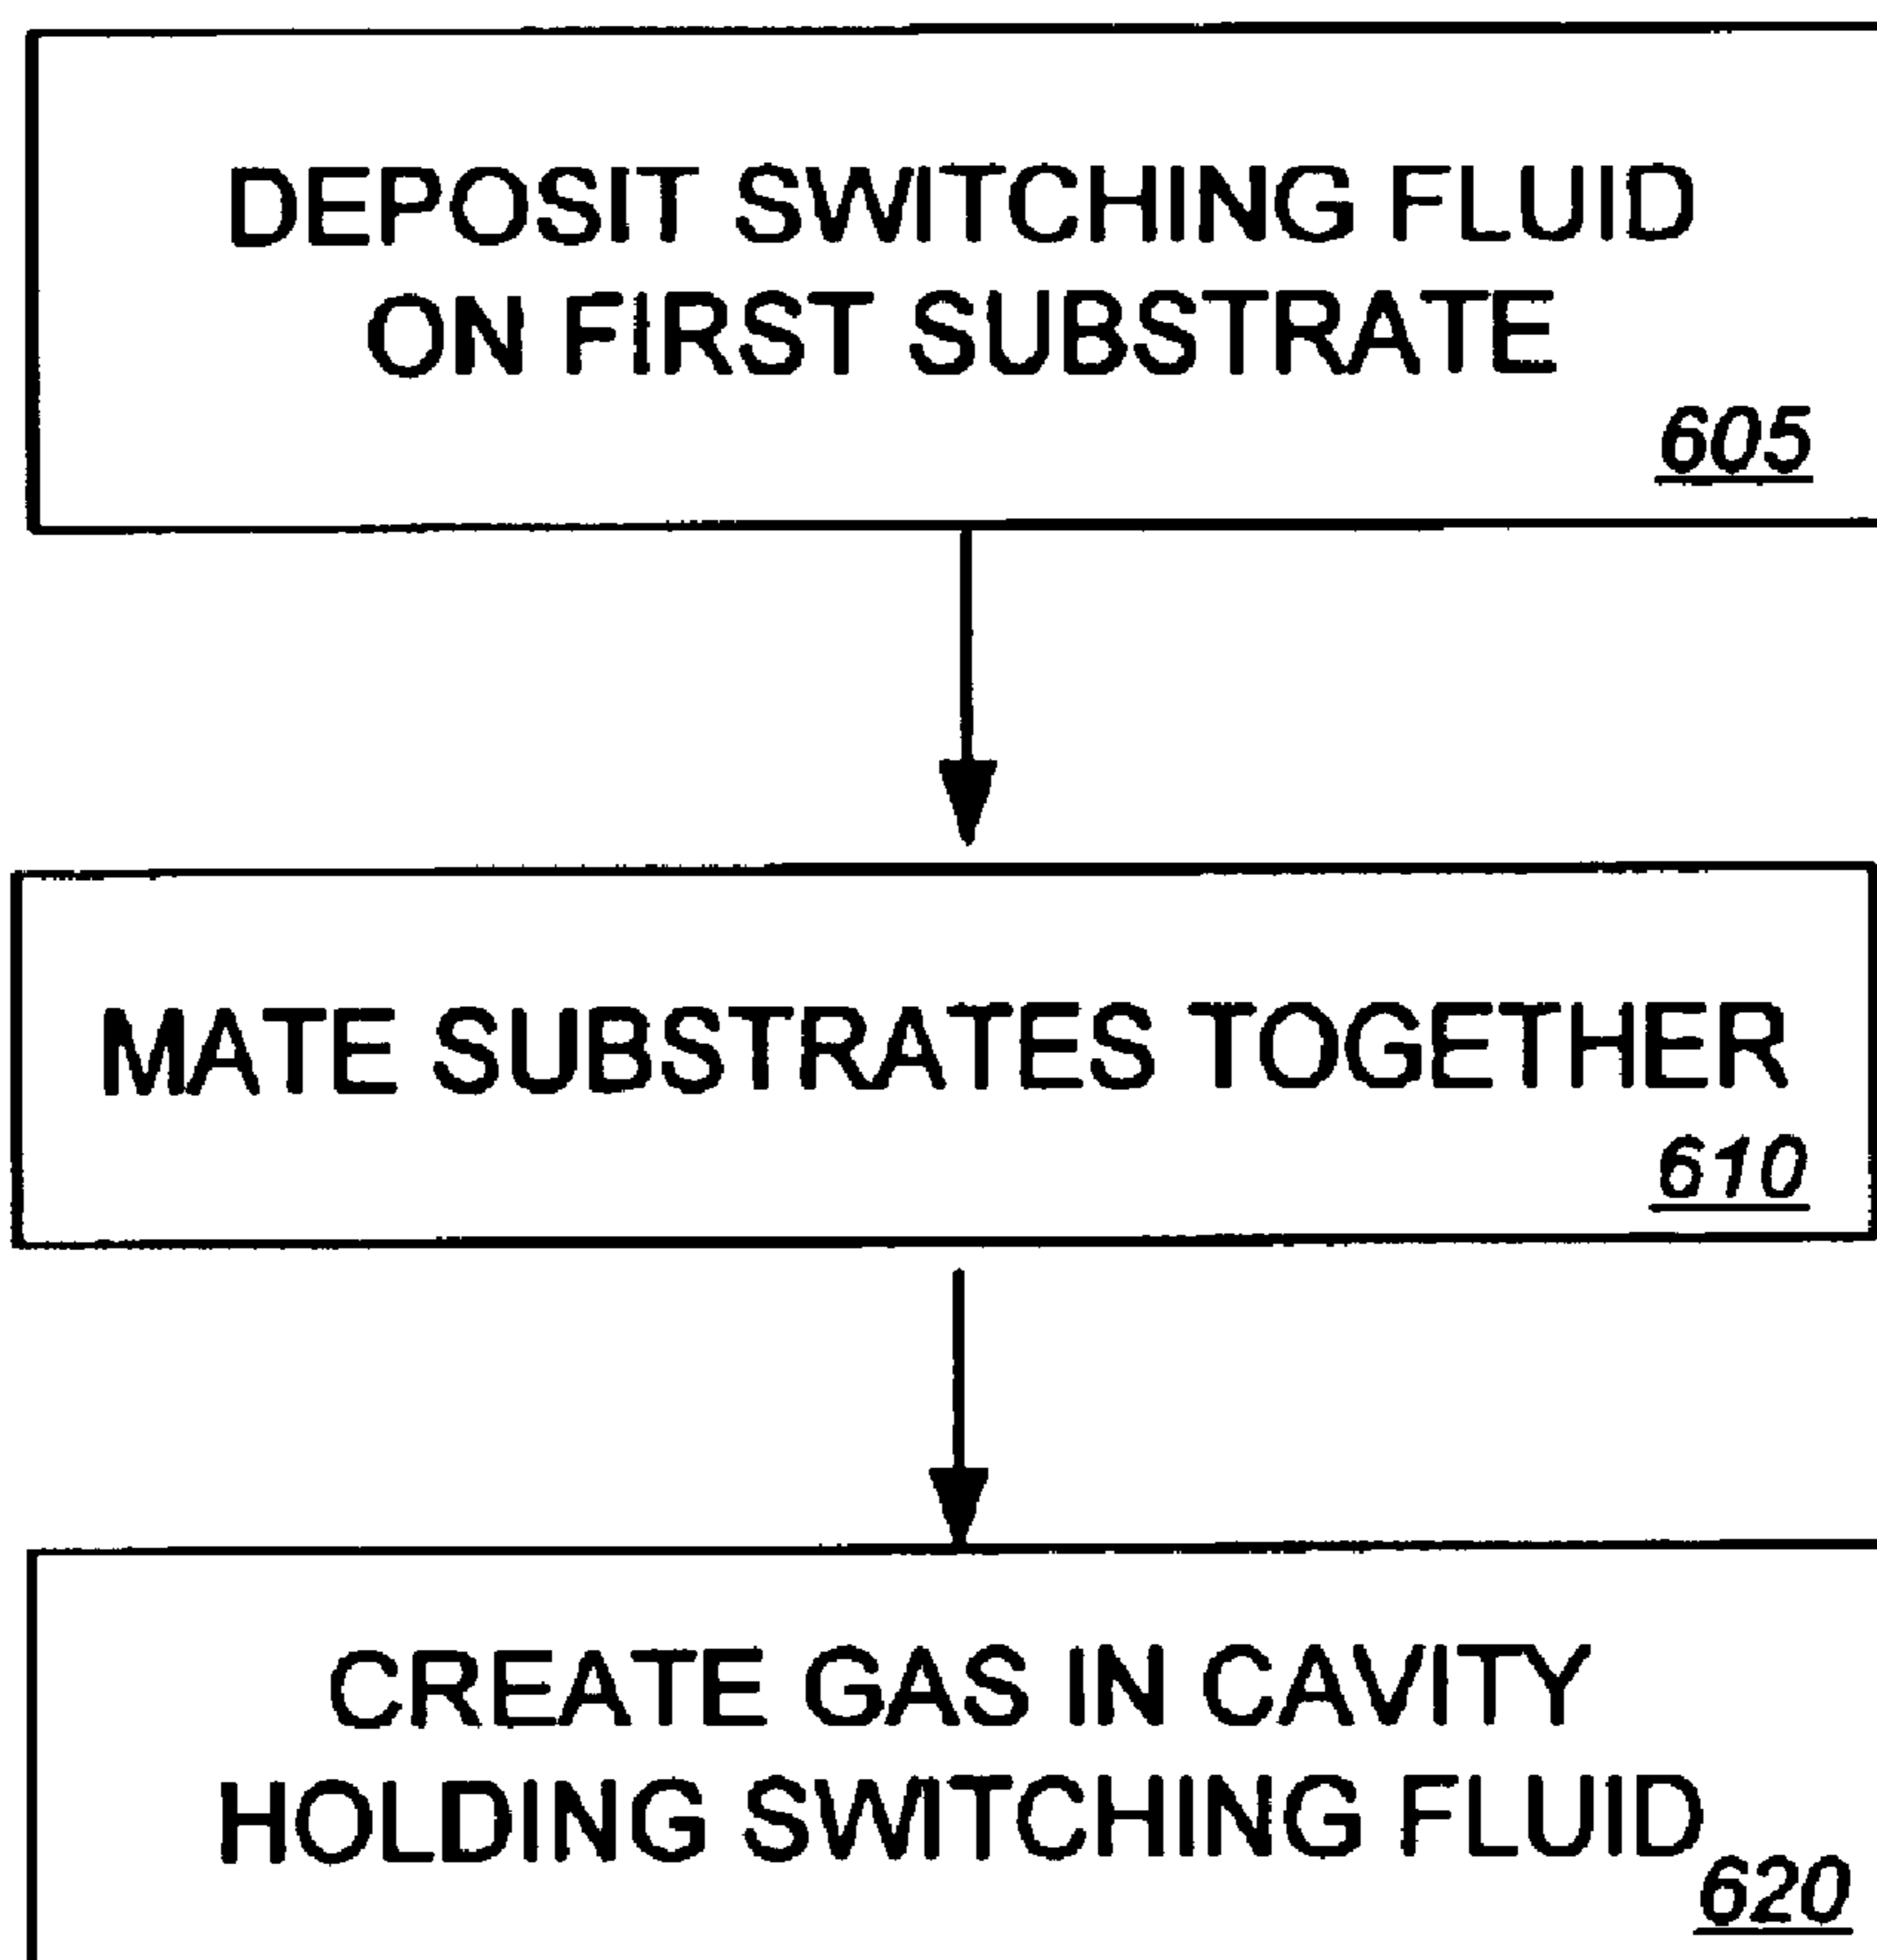 DEPOSIT SWITCHING FLUID
ON FIRST SUBSTRATE
605
MATE SUBSTRATES TOGETHER
610
CREATE GAS IN CAVITY
HOLDING SWITCHING FLUID
620